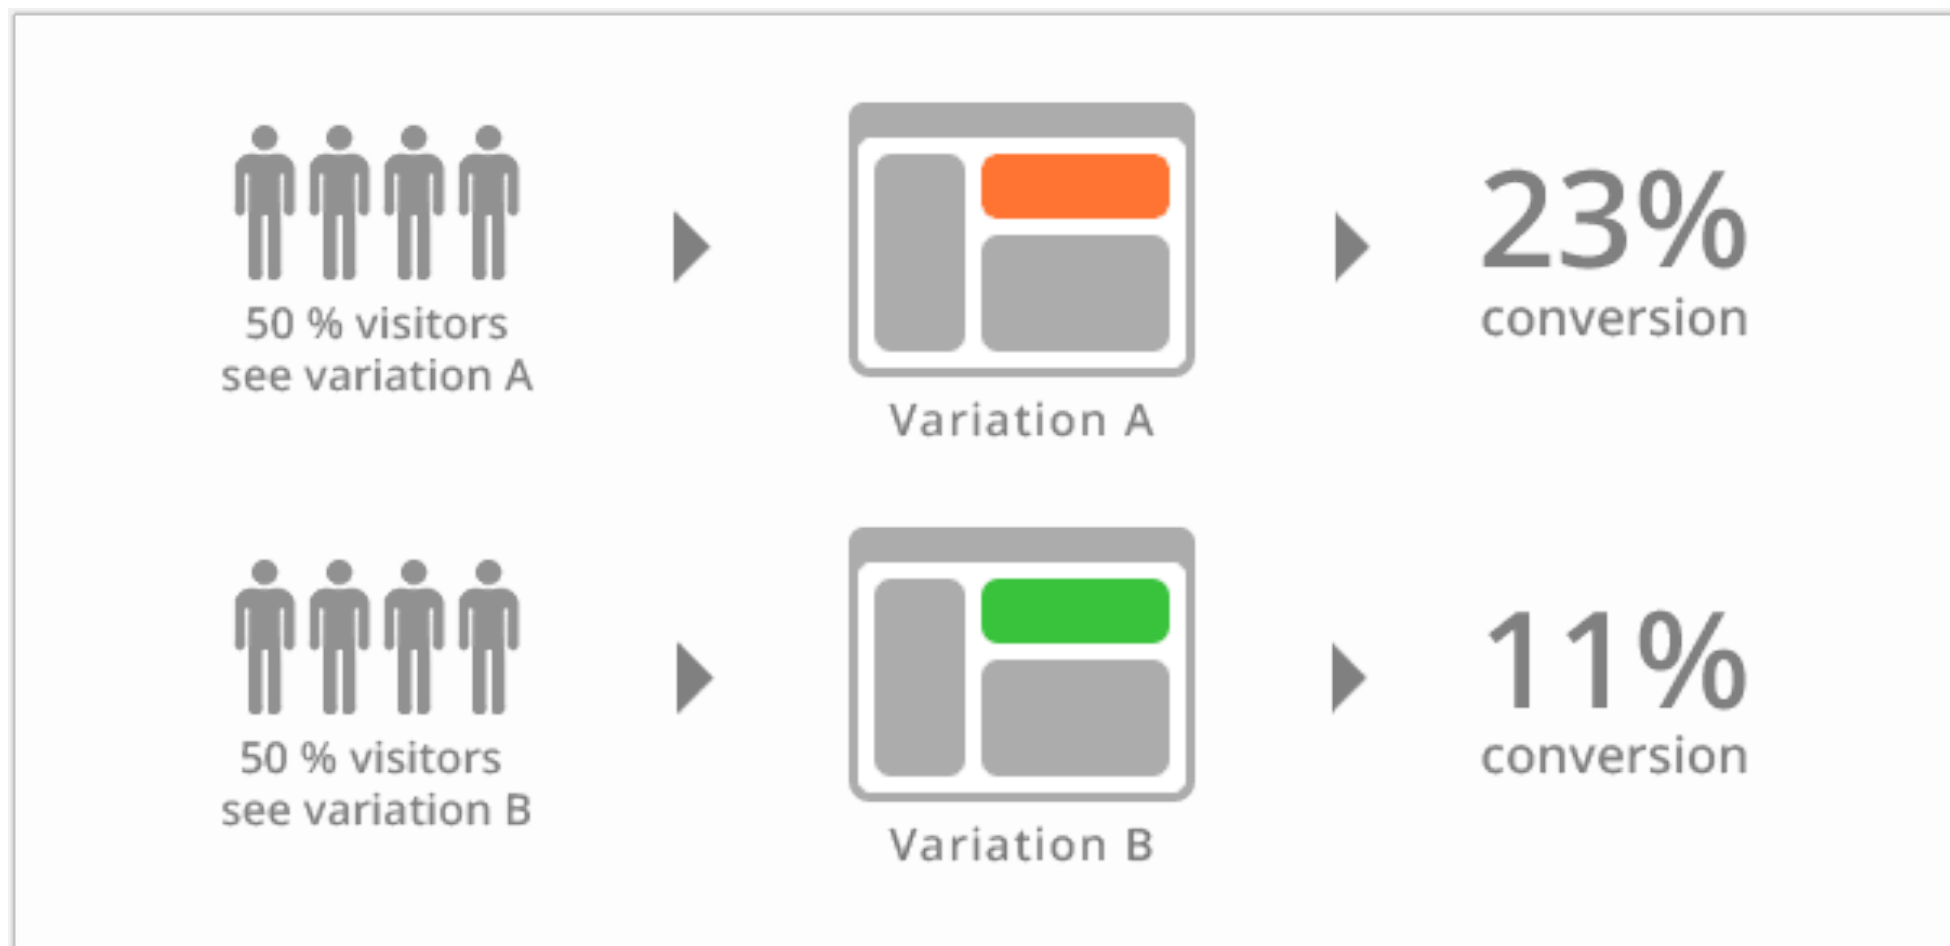 50 % visitors
see variation A
Variation A
23%
conversion
50 % visitors
see variation B
Variation B
11%
conversion